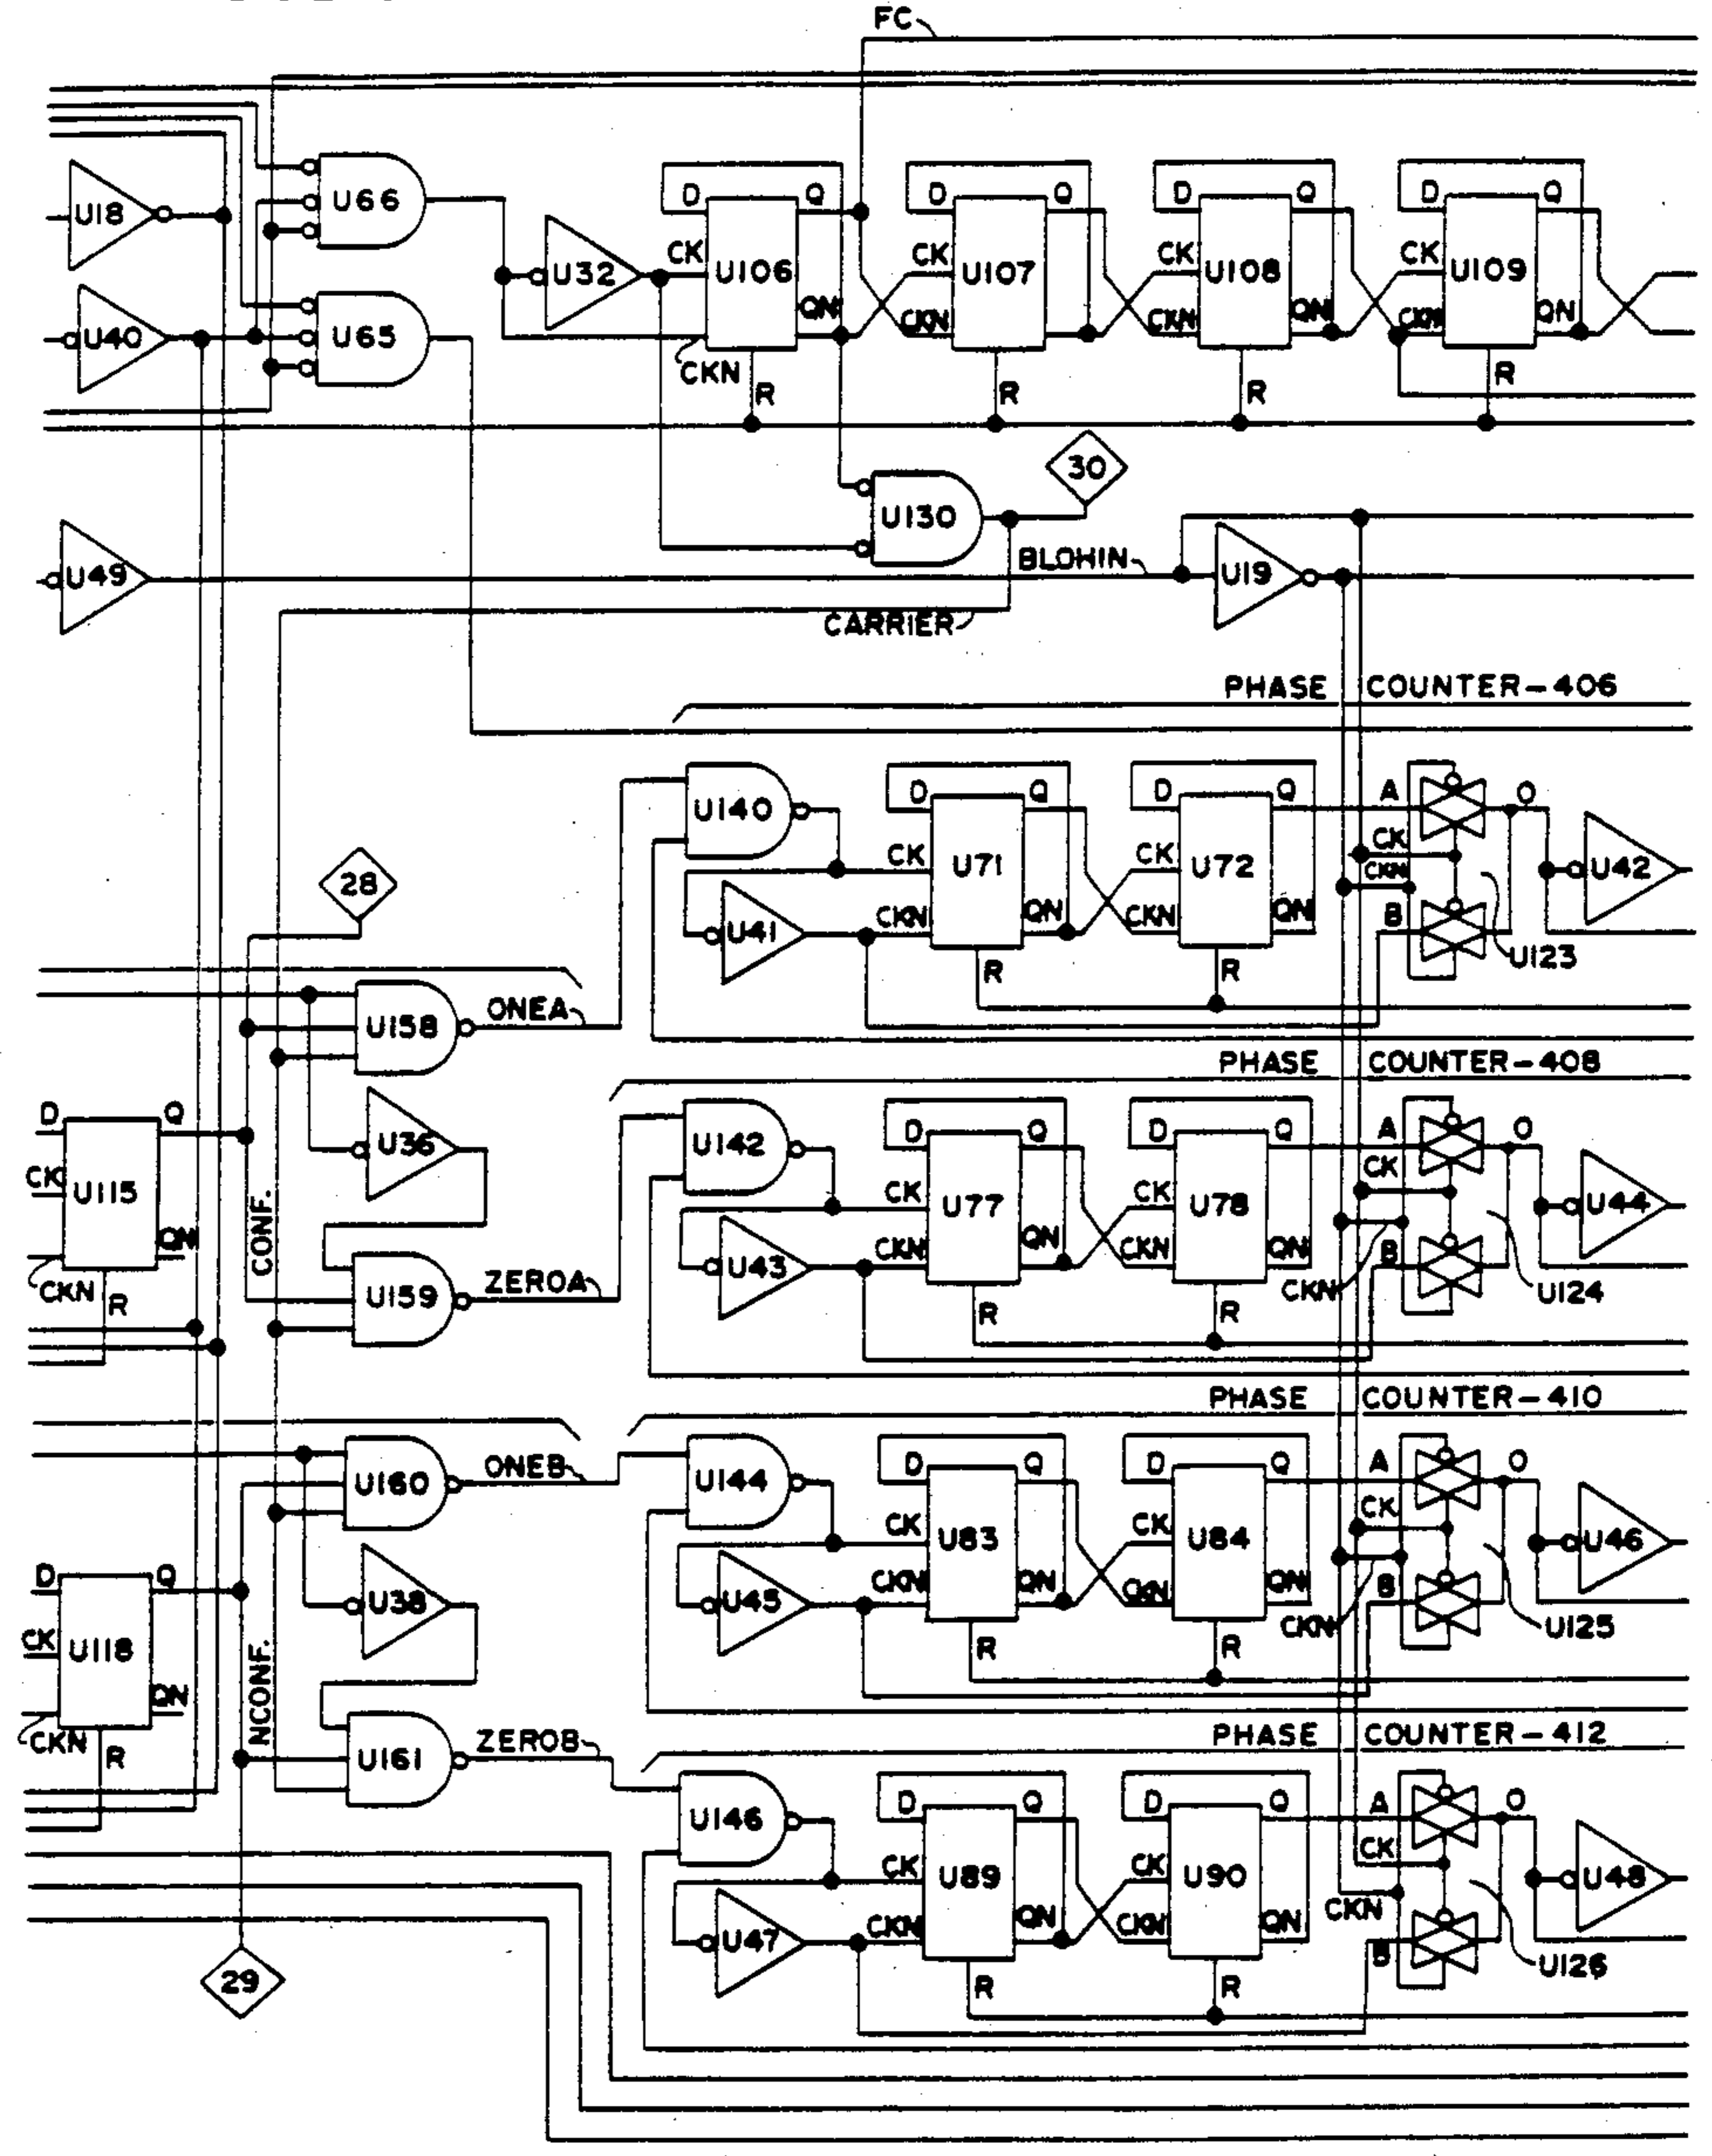 FC
U66
U18
D
Q
D
Q
D
Q
D
Q
CK
CK
CK
CK
U32
U106
U107
U108
U109
QN
QN
QN
U40
U65
CKN
CKN
CKN
CKN
R
R
R
R
30
U130
U49
BLOHIN
U19
CARRIER
PHASE COUNTER-406
U140
D
Q
D
Q
A
O
CK
U71
CK
U72
CK
CKN
U42
28
U41
CKN
QN
CKN
QN
B
U123
R
R
ONEA
U158
PHASE COUNTER-408
D
Q
U36
U142
D
Q
D
Q
A
O
CK
CK
U115
CK
U77
CK
U78
U44
CONF.
QN
U43
CKN
QN
CKN
QN
B
CKN
U124
CKN
R
U159
ZEROA
R
R
PHASE COUNTER-410
U160
ONEB
U144
D
Q
D
Q
A
O
CK
CK
U83
CK
U84
U46
D
Q
U38
U45
CKN
QN
CKN
QN
B
CKN
U125
CK
U118
NCONF.
QN
R
R
CKN
R
U161
ZEROB
PHASE COUNTER-412
U146
D
Q
D
Q
A
O
CK
CK
U89
CK
U90
U48
CKN
U47
CKN
QN
CKN
QN
B
U126
29
R
R